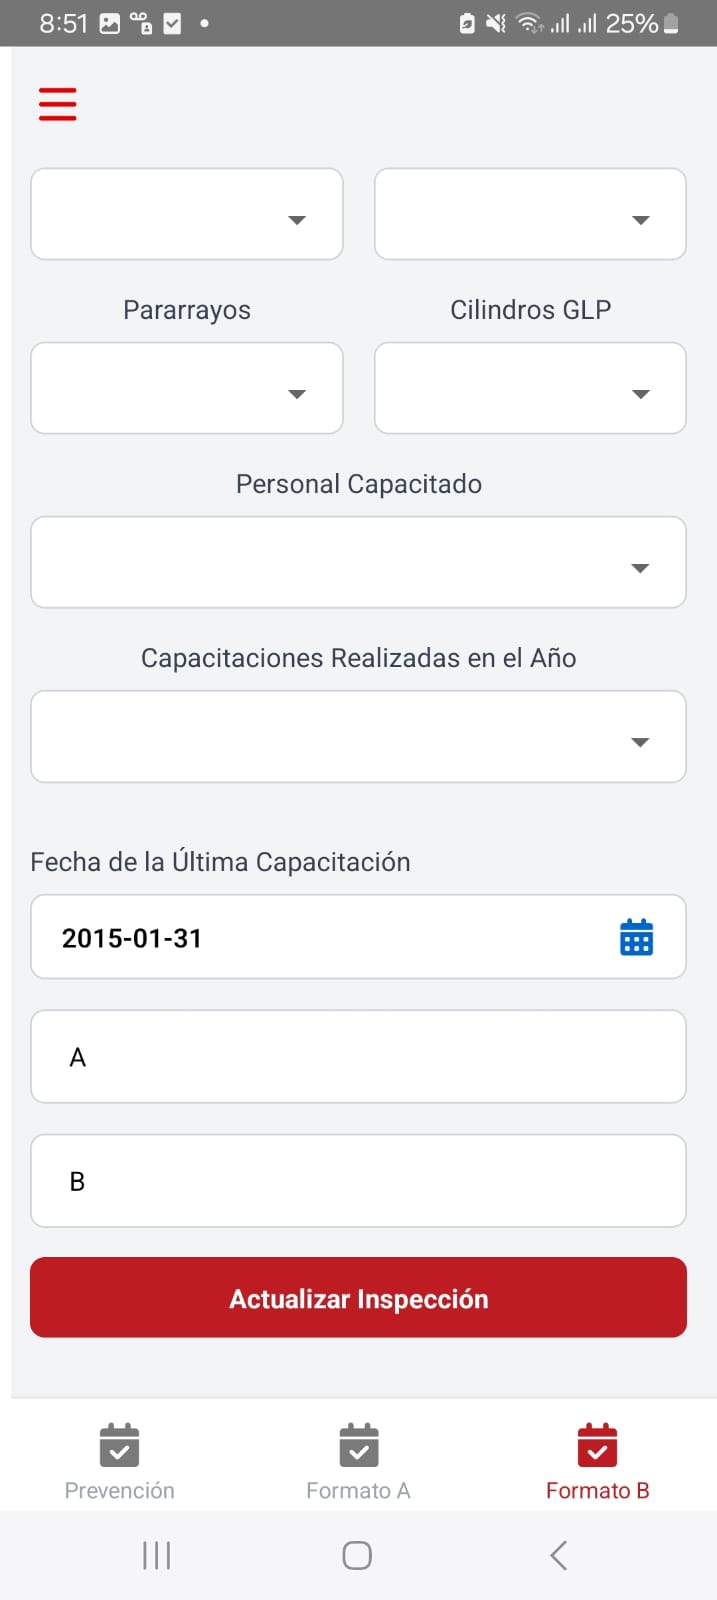 8:51 25%
Pararrayos Cilindros GLP
Personal Capacitado
Capacitaciones Realizadas en el Año
Fecha de la Última Capacitación
2015-01-31
A
B
Actualizar Inspección
Prevención Formato A Formato B